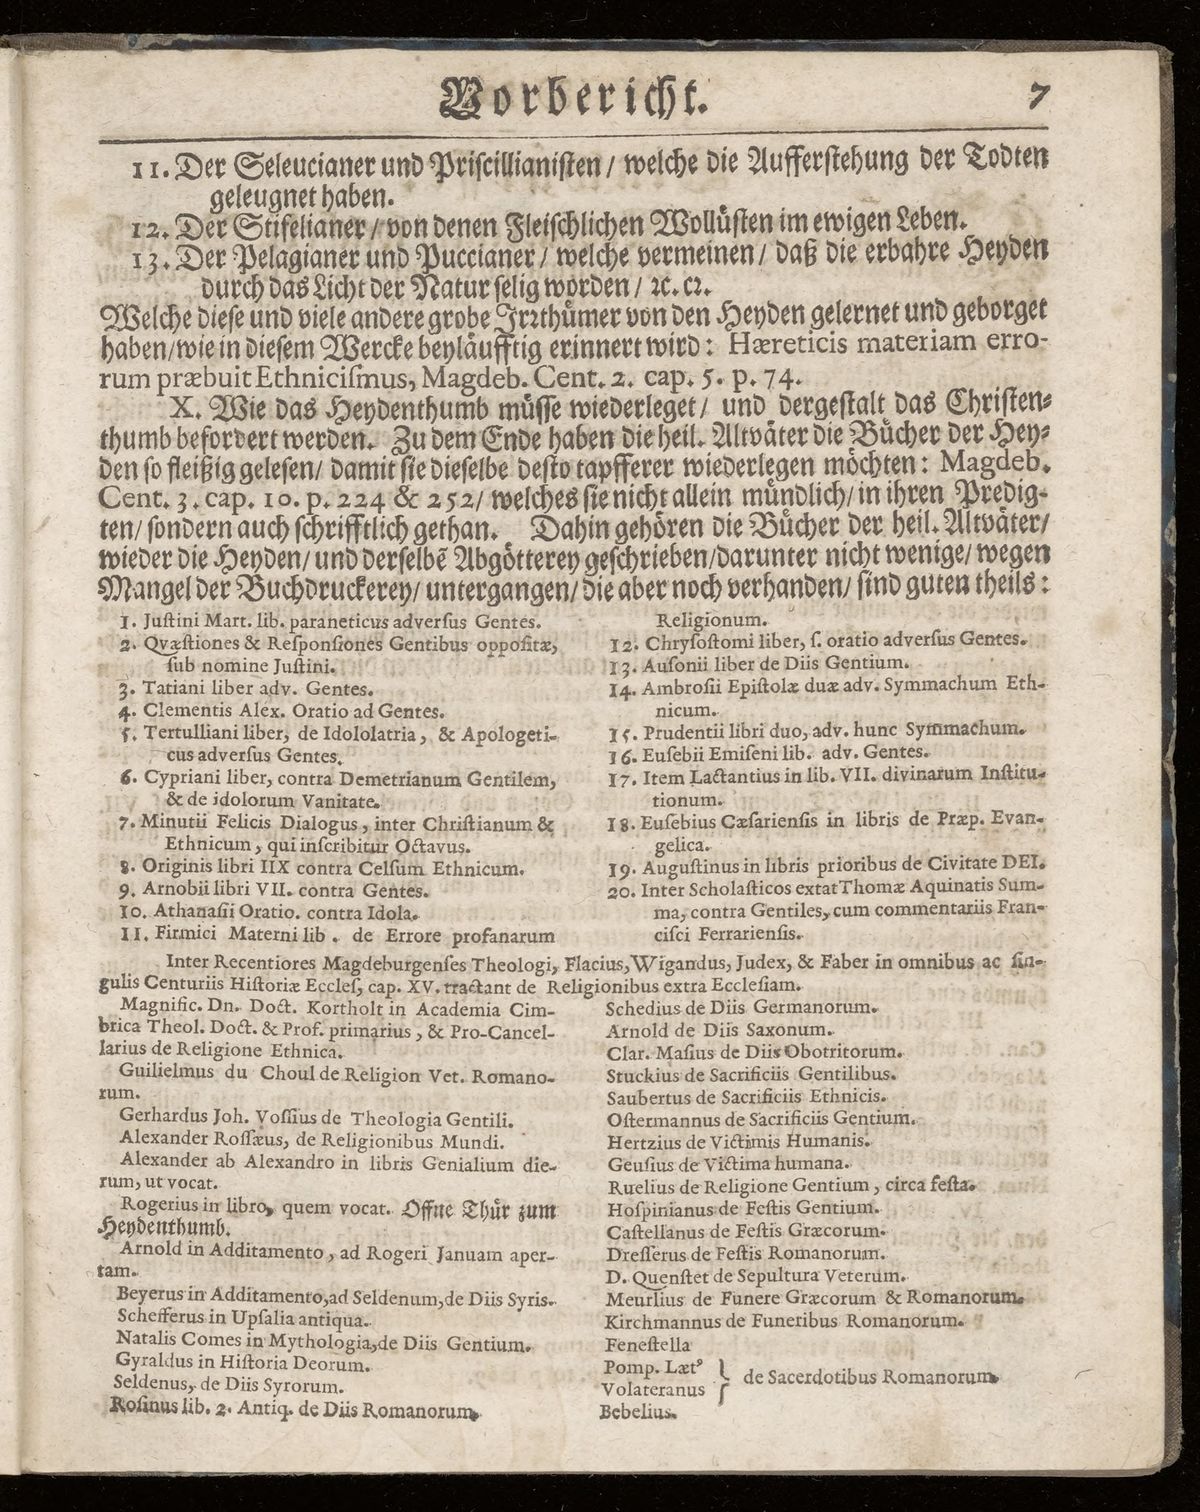 Vorbericht. 7
11. Der Seleucianer und Priscillianisten / welche die Aufferstehung der Todten
geleugnet haben.
12. Der Stifelianer / von denen Fleischlichen Wollüsten im ewigen Leben.
13. Der Pelagianer und Puccianer / welche vermeinen / daß die erbahre Heyden
durch das Licht der Natur selig worden / ꝛc. ꝛc.
Welche diese und viele andere grobe Irꝛthümer von den Heyden gelernet und geborget
haben/wie in diesem Wercke beyläufftig erinnert wird: Hæreticis materiam erro-
rum præbuit Ethnicismus, Magdeb. Cent. 2. cap. 5. p. 74.
X. Wie das Heydenthumb müsse wiederleget / und dergestalt das Christen-
thumb befordert werden. Zu dem Ende haben die heil. Altväter die Bücher der Hey-
den so fleißig gelesen/ damit sie dieselbe desto tapfferer wiederlegen möchten: Magdeb.
Cent. 3. cap. 10. p. 224 & 252/ welches sie nicht allein mündlich/ in ihren Predig-
ten/ sondern auch schrifftlich gethan. Dahin gehören die Bücher der heil. Altväter/
wieder die Heyden/ und derselbē Abgötterey geschrieben/darunter nicht wenige/ wegen
Mangel der Buchdruckerey/ untergangen/ die aber noch verhanden/ sind guten theils:
1. Justini Mart. lib. paraneticus adversus Gentes.
2. Qvæstiones & Responsiones Gentibus oppositæ,
sub nomine Justini.
3. Tatiani liber adv. Gentes.
4. Clementis Alex. Oratio ad Gentes.
5. Tertulliani liber, de Idololatria, & Apologeti-
cus adversus Gentes.
6. Cypriani liber, contra Demetrianum Gentilem,
& de idolorum Vanitate.
7. Minutii Felicis Dialogus, inter Christianum &
Ethnicum, qui inscribitur Octavus.
8. Originis libri IIX contra Celsum Ethnicum.
9. Arnobii libri VII. contra Gentes.
10. Athanasii Oratio. contra Idola.
11. Firmici Materni lib. de Errore profanarum
Religionum.
12. Chrysostomi liber, s. oratio adversus Gentes.
13. Ausonii liber de Diis Gentium.
14. Ambrosii Epistolæ duæ adv. Symmachum Eth-
nicum.
15. Prudentii libri duo, adv. hunc Symmachum.
16. Eusebii Emiseni lib. adv. Gentes.
17. Item Lactantius in lib. VII. divinarum Institu-
tionum.
18. Eusebius Cæsariensis in libris de Præp. Evan-
gelica.
19. Augustinus in libris prioribus de Civitate DEI.
20. Inter Scholasticos extat Thomæ Aquinatis Sum-
ma, contra Gentiles, cum commentariis Fran-
cisci Ferrariensis.
Inter Recentiores Magdeburgenses Theologi, Flacius, Wigandus, Judex, & Faber in omnibus ac sin-
gulis Centuriis Historiæ Eccles, cap. XV. tractant de Religionibus extra Ecclesiam.
Magnific. Dn. Doct. Kortholt in Academia Cim-
brica Theol. Doct. & Prof. primarius, & Pro-Cancel-
larius de Religione Ethnica.
Guilielmus du Choul de Religion Vet. Romano-
rum.
Gerhardus Joh. Vossius de Theologia Gentili.
Alexander Rossæus, de Religionibus Mundi.
Alexander ab Alexandro in libris Genialium die-
rum, ut vocat.
Rogerius in libro, quem vocat. Offne Thür zum
Heydenthumb.
Arnold in Additamento, ad Rogeri Januam aper-
tam.
Beyerus in Additamento, ad Seldenum, de Diis Syris.
Schefferus in Upsalia antiqua.
Natalis Comes in Mythologia, de Diis Gentium.
Gyraldus in Historia Deorum.
Seldenus, de Diis Syrorum.
Rosinus lib. 2. Antiq. de Diis Romanorum.
Schedius de Diis Germanorum.
Arnold de Diis Saxonum.
Clar. Masius de Diis Obotritorum.
Stuckius de Sacrificiis Gentilibus.
Saubertus de Sacrificiis Ethnicis.
Ostermannus de Sacrificiis Gentium.
Hertzius de Victimis Humanis.
Geusius de Victima humana.
Ruelius de Religione Gentium, circa festa.
Hospinianus de Festis Gentium.
Castellanus de Festis Græcorum.
Dresserus de Festis Romanorum.
D. Quenstet de Sepultura Veterum.
Meurlius de Funere Græcorum & Romanorum.
Kirchmannus de Funeribus Romanorum.
Fenestella
Pomp. Læt⁹
Volateranus } de Sacerdotibus Romanorum.
Bebelius.